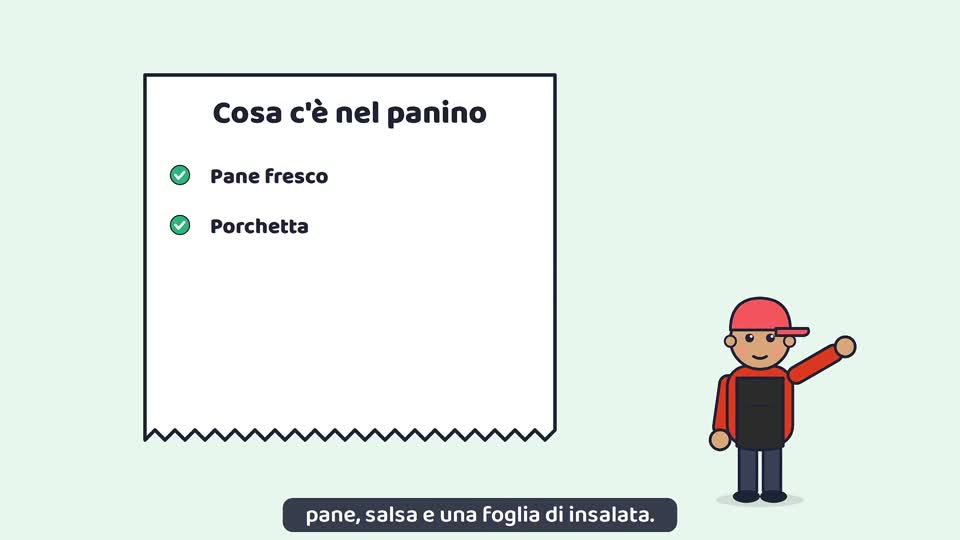 Cosa c'è nel panino
Pane fresco
Porchetta
pane, salsa e una foglia di insalata.